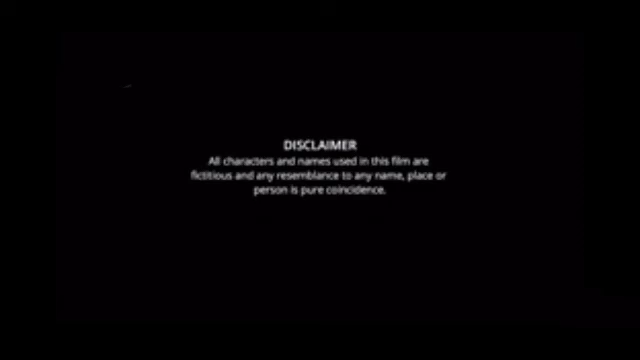 DISCLAIMER
All characters and names used in this film are
fictitious and any resemblance to any name, place or
person is pure coincidence.